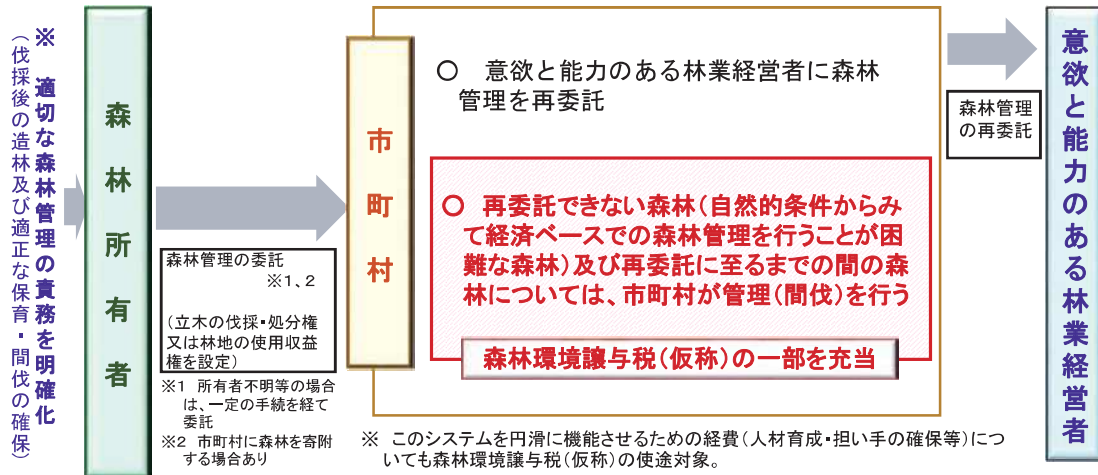 ※ 適切な森林管理の責務を明確化
（伐採後の造林及び適正な保育・間伐の確保）
森林所有者
森林管理の委託
※１、２
（立木の伐採・処分権
又は林地の使用収益
権を設定）
※１ 所有者不明等の場合
は、一定の手続を経て
委託
※２ 市町村に森林を寄附
する場合あり
市町村
○ 意欲と能力のある林業経営者に森林
管理を再委託
○ 再委託できない森林（自然的条件からみ
て経済ベースでの森林管理を行うことが困
難な森林）及び再委託に至るまでの間の森
林については、市町村が管理（間伐）を行う
森林環境譲与税（仮称）の一部を充当
※ このシステムを円滑に機能させるための経費（人材育成・担い手の確保等）につ
いても森林環境譲与税（仮称）の使途対象。
森林管理
の再委託
意欲と能力のある林業経営者